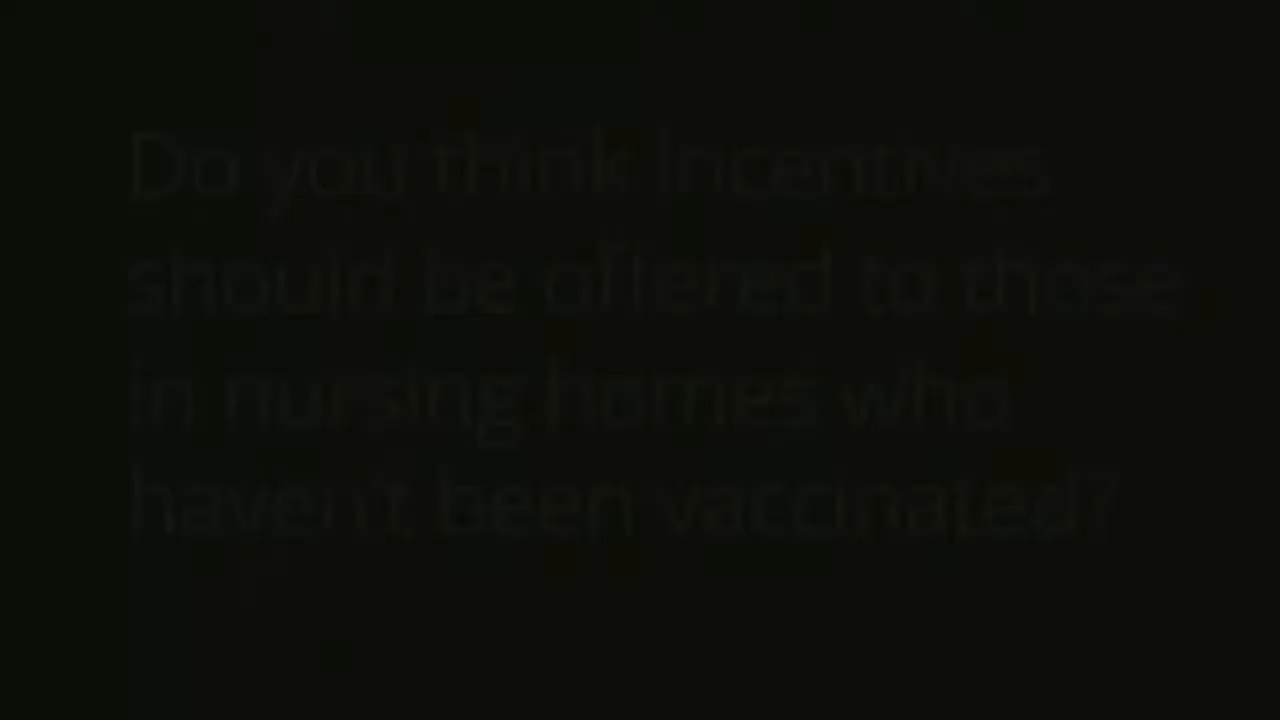 Do you think incentives
should be offered to those
in nursing homes who
haven't been vaccinated?